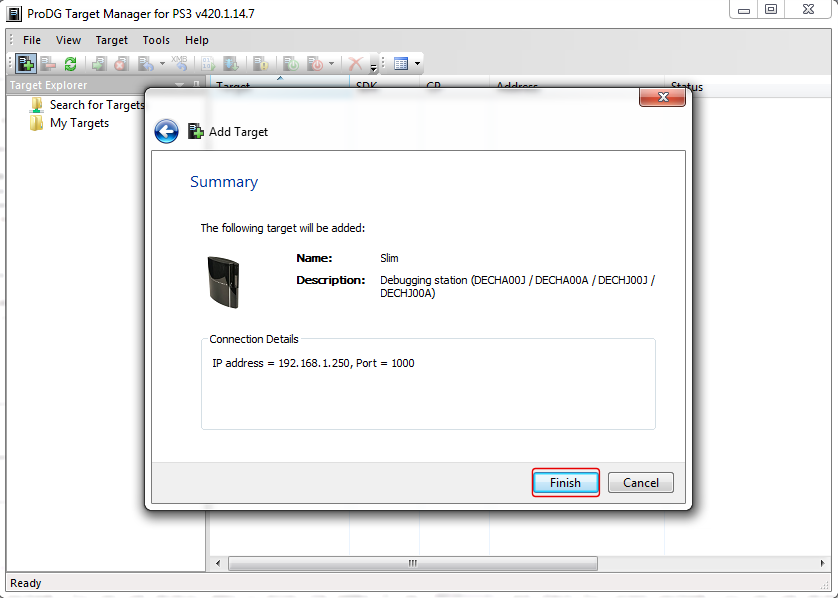 ProDG Target Manager for PS3 v420.1.14.7
File View Target Tools Help
XMB
Target Explorer
Target SDK CP Address Status
Search for Targets
My Targets
Add Target
Summary
The following target will be added:
Name: Slim
Description: Debugging station (DECHA00J / DECHA00A / DECHJ00J /
DECHJ00A)
Connection Details
IP address = 192.168.1.250, Port = 1000
Finish Cancel
Ready